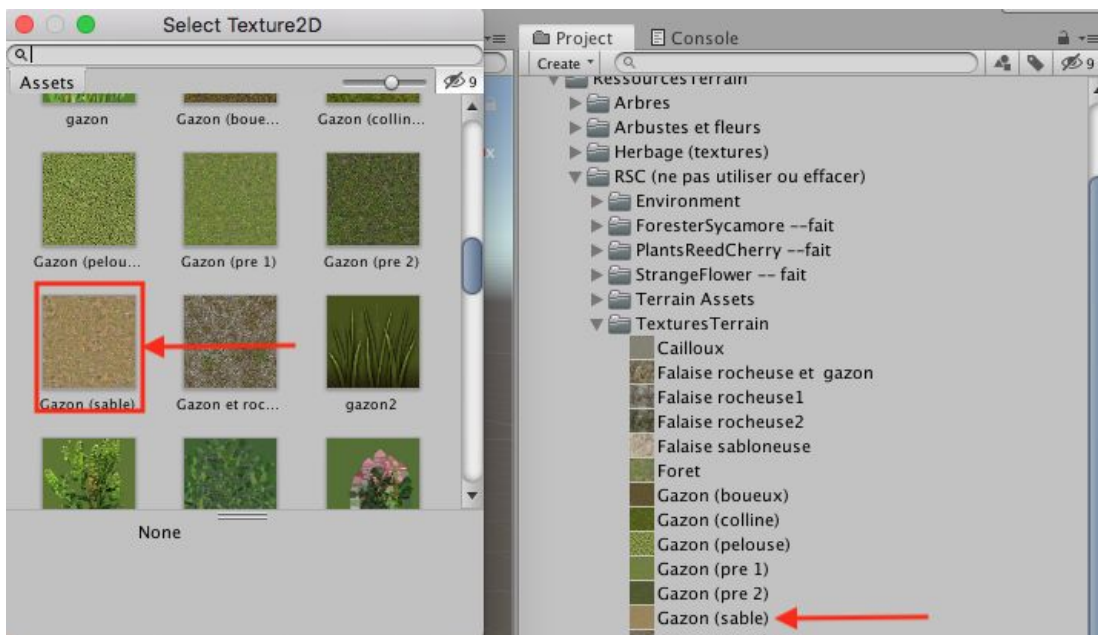 Select Texture2D
Assets
9
gazon
Gazon (boue...
Gazon (collin...
Gazon (pelou...
Gazon (pre 1)
Gazon (pre 2)
Gazon (sable)
Gazon et roc...
gazon2
None
Project
Console
Create
9
RessourcesTerrain
Arbres
Arbustes et fleurs
Herbage (textures)
RSC (ne pas utiliser ou effacer)
Environment
ForesterSycamore --fait
PlantsReedCherry --fait
StrangeFlower -- fait
Terrain Assets
TexturesTerrain
Cailloux
Falaise rocheuse et gazon
Falaise rocheuse1
Falaise rocheuse2
Falaise sabloneuse
Foret
Gazon (boueux)
Gazon (colline)
Gazon (pelouse)
Gazon (pre 1)
Gazon (pre 2)
Gazon (sable)